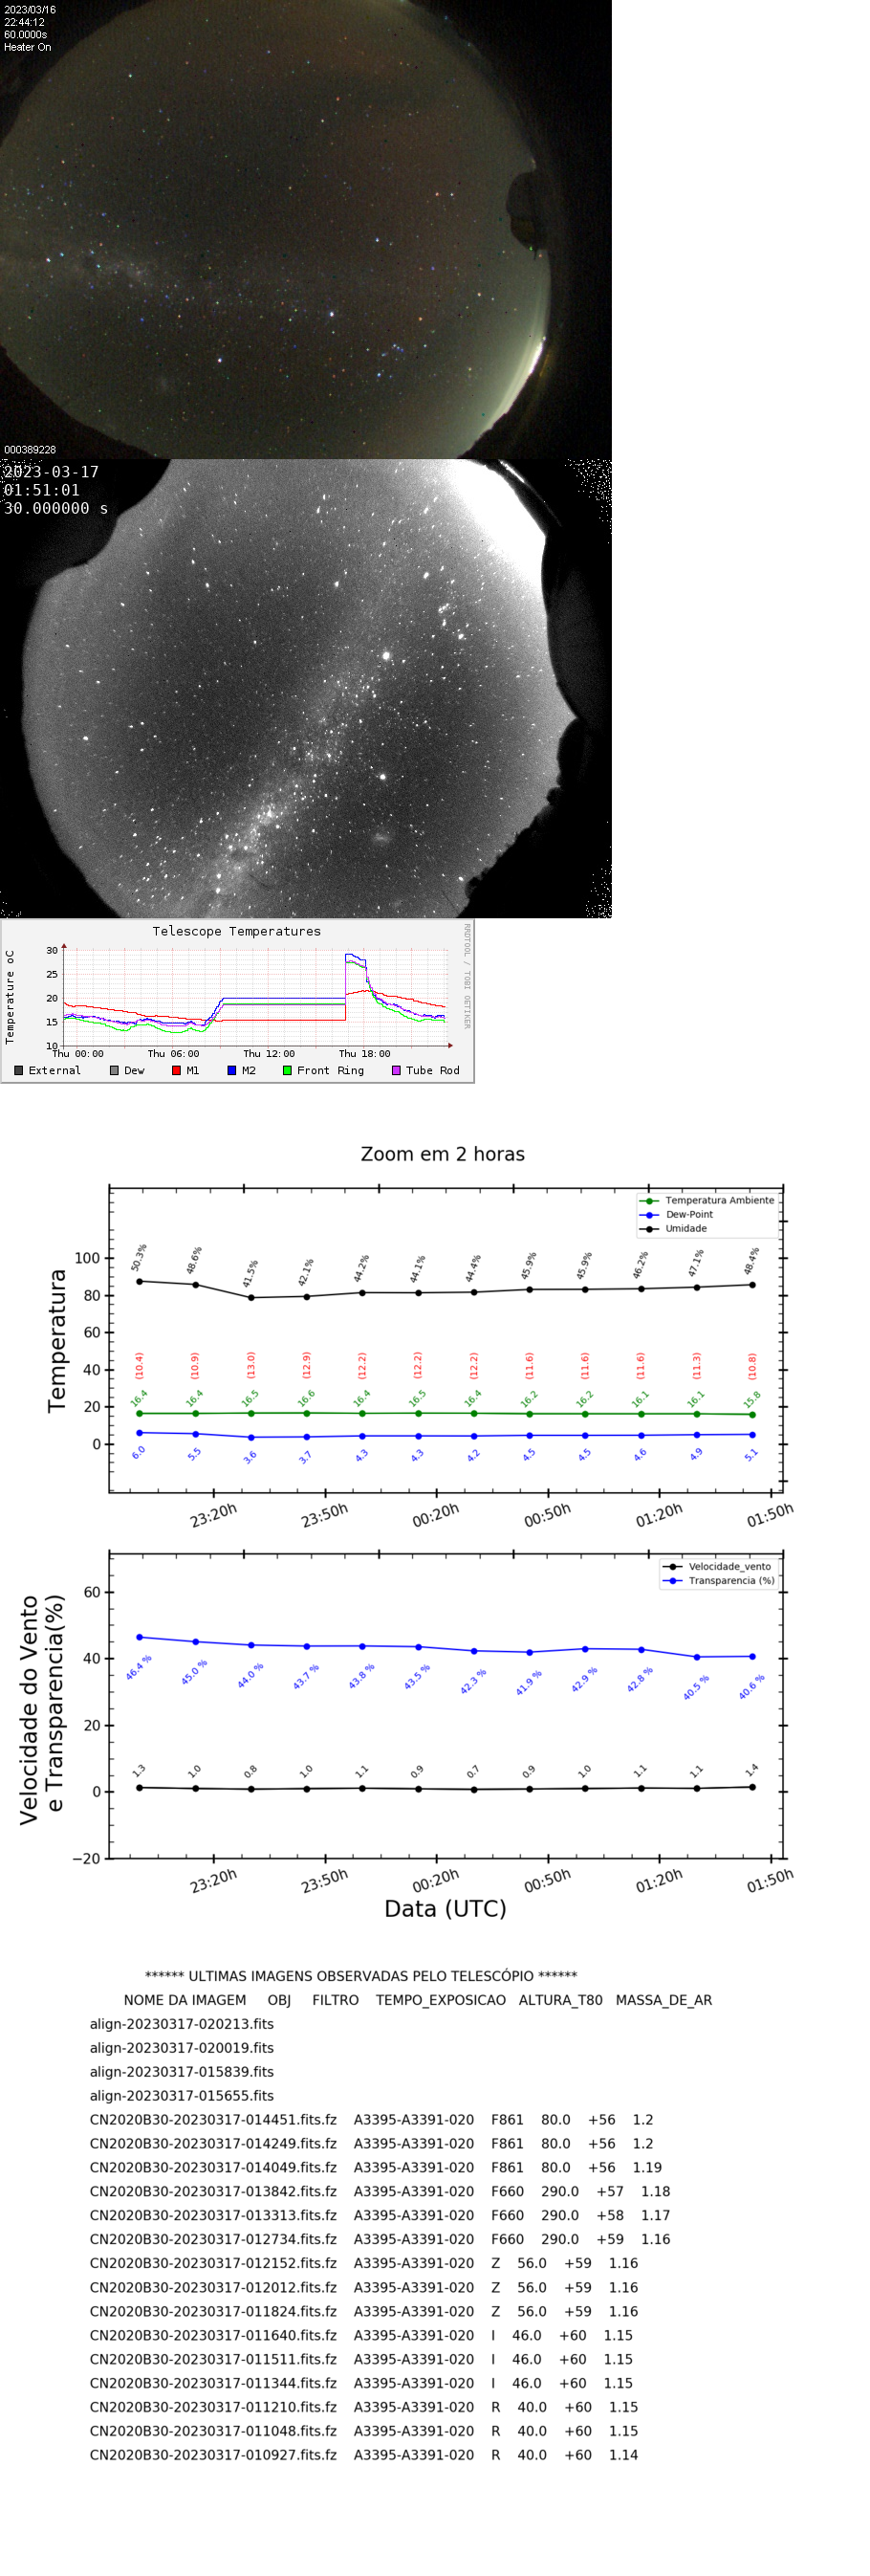 2023/03/16
22:44:12
60.0000s
Heater On
000389228
2023-03-17
01:51:01
30.000000 s
Telescope Temperatures
RRDTOOL / TOBI OETIKER
Temperature oC
30
25
20
15
10
Thu 00:00 Thu 06:00 Thu 12:00 Thu 18:00
External Dew M1 M2 Front Ring Tube Rod
Zoom em 2 horas
Temperatura Ambiente
Dew-Point
Umidade
Temperatura
100
80
60
40
20
0
50.3% 48.6% 41.5% 42.1% 44.2% 44.1% 44.4% 45.9% 45.9% 46.2% 47.1% 48.4%
(10.4) (10.9) (13.0) (12.9) (12.2) (12.2) (12.2) (11.6) (11.6) (11.6) (11.3) (10.8)
16.4 16.4 16.5 16.6 16.4 16.5 16.4 16.2 16.2 16.1 16.1 15.8
6.0 5.5 3.6 3.7 4.3 4.3 4.2 4.5 4.5 4.6 4.9 5.1
23:20h 23:50h 00:20h 00:50h 01:20h 01:50h
Velocidade_vento
Transparencia (%)
Velocidade do Vento
e Transparencia(%)
60
40
20
0
−20
46.4 % 45.0 % 44.0 % 43.7 % 43.8 % 43.5 % 42.3 % 41.9 % 42.9 % 42.8 % 40.5 % 40.6 %
1.3 1.0 0.8 1.0 1.1 0.9 0.7 0.9 1.0 1.1 1.1 1.4
23:20h 23:50h 00:20h 00:50h 01:20h 01:50h
Data (UTC)
****** ULTIMAS IMAGENS OBSERVADAS PELO TELESCÓPIO ******
NOME DA IMAGEM OBJ FILTRO TEMPO_EXPOSICAO ALTURA_T80 MASSA_DE_AR
align-20230317-020213.fits
align-20230317-020019.fits
align-20230317-015839.fits
align-20230317-015655.fits
CN2020B30-20230317-014451.fits.fz A3395-A3391-020 F861 80.0 +56 1.2
CN2020B30-20230317-014249.fits.fz A3395-A3391-020 F861 80.0 +56 1.2
CN2020B30-20230317-014049.fits.fz A3395-A3391-020 F861 80.0 +56 1.19
CN2020B30-20230317-013842.fits.fz A3395-A3391-020 F660 290.0 +57 1.18
CN2020B30-20230317-013313.fits.fz A3395-A3391-020 F660 290.0 +58 1.17
CN2020B30-20230317-012734.fits.fz A3395-A3391-020 F660 290.0 +59 1.16
CN2020B30-20230317-012152.fits.fz A3395-A3391-020 Z 56.0 +59 1.16
CN2020B30-20230317-012012.fits.fz A3395-A3391-020 Z 56.0 +59 1.16
CN2020B30-20230317-011824.fits.fz A3395-A3391-020 Z 56.0 +59 1.16
CN2020B30-20230317-011640.fits.fz A3395-A3391-020 I 46.0 +60 1.15
CN2020B30-20230317-011511.fits.fz A3395-A3391-020 I 46.0 +60 1.15
CN2020B30-20230317-011344.fits.fz A3395-A3391-020 I 46.0 +60 1.15
CN2020B30-20230317-011210.fits.fz A3395-A3391-020 R 40.0 +60 1.15
CN2020B30-20230317-011048.fits.fz A3395-A3391-020 R 40.0 +60 1.15
CN2020B30-20230317-010927.fits.fz A3395-A3391-020 R 40.0 +60 1.14